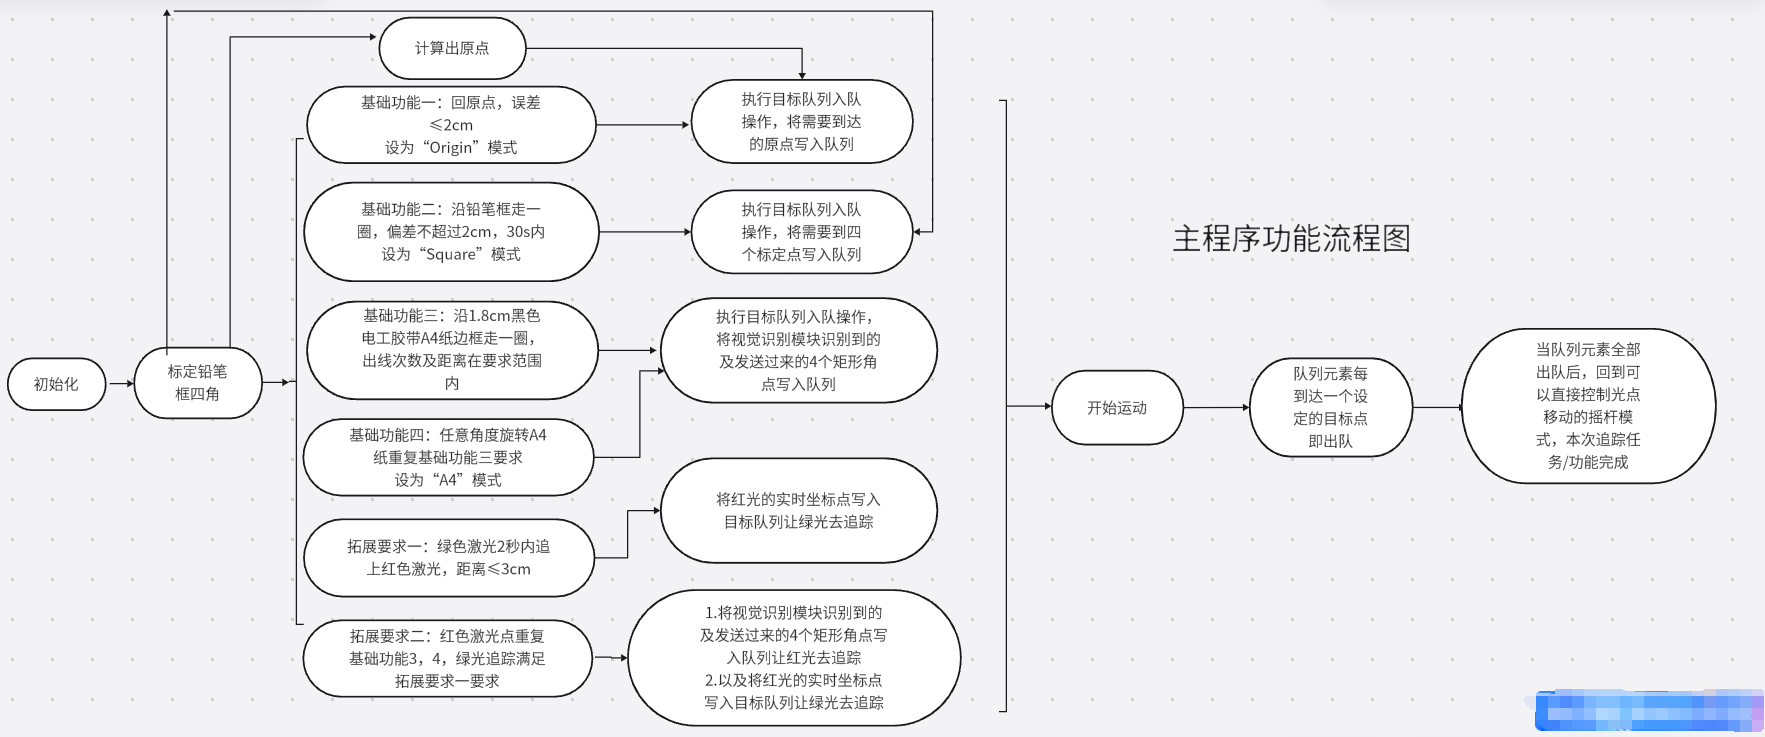 计算出原点
基础功能一：回原点，误差
≤2cm
设为“Origin”模式
执行目标队列入队
操作，将需要到达
的原点写入队列
基础功能二：沿铅笔框走一
圈，偏差不超过2cm，30s内
设为“Square”模式
执行目标队列入队
操作，将需要到四
个标定点写入队列
主程序功能流程图
初始化
标定铅笔
框四角
基础功能三：沿1.8cm黑色
电工胶带A4纸边框走一圈，
出线次数及距离在要求范围
内
执行目标队列入队操作，
将视觉识别模块识别到的
及发送过来的4个矩形角
点写入队列
基础功能四：任意角度旋转A4
纸重复基础功能三要求
设为“A4”模式
拓展要求一：绿色激光2秒内追
上红色激光，距离≤3cm
将红光的实时坐标点写入
目标队列让绿光去追踪
拓展要求二：红色激光点重复
基础功能3，4，绿光追踪满足
拓展要求一要求
1.将视觉识别模块识别到的
及发送过来的4个矩形角点写
入队列让红光去追踪
2.以及将红光的实时坐标点
写入目标队列让绿光去追踪
开始运动
队列元素每
到达一个设
定的目标点
即出队
当队列元素全部
出队后，回到可
以直接控制光点
移动的摇杆模
式，本次追踪任
务/功能完成